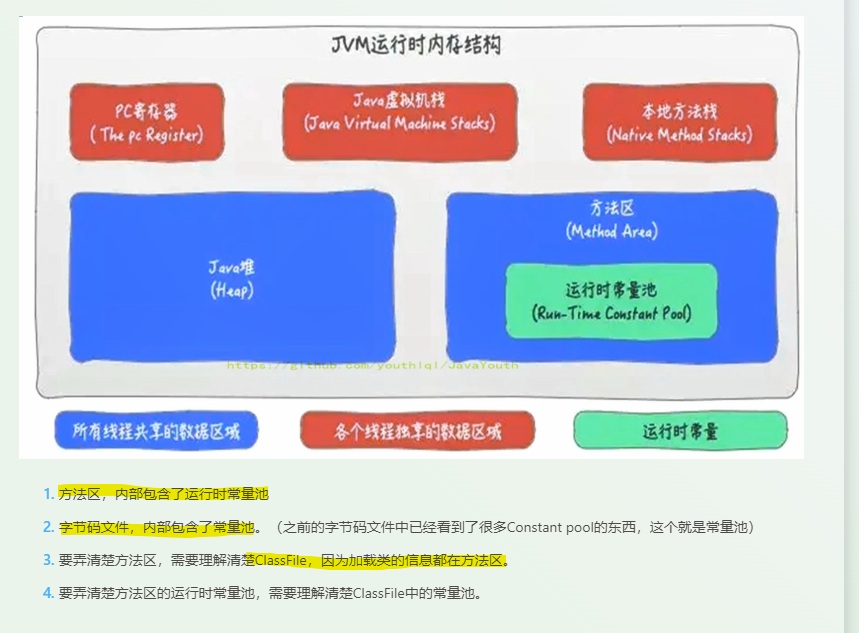 JVM运行时内存结构
PC寄存器
(The pc Register)
Java虚拟机栈
(Java Virtual Machine Stacks)
本地方法栈
(Native Method Stacks)
Java堆
(Heap)
方法区
(Method Area)
运行时常量池
(Run-Time Constant Pool)
https://github.com/youthlql/JavaYouth
所有线程共享的数据区域
各个线程独享的数据区域
运行时常量
1. 方法区，内部包含了运行时常量池
2. 字节码文件，内部包含了常量池。（之前的字节码文件中已经看到了很多Constant pool的东西，这个就是常量池）
3. 要弄清楚方法区，需要理解清楚ClassFile，因为加载类的信息都在方法区。
4. 要弄清楚方法区的运行时常量池，需要理解清楚ClassFile中的常量池。